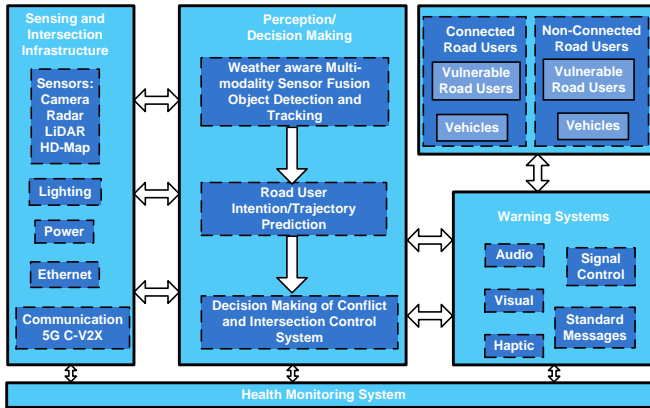 Sensing and
Intersection
Infrastructure
Sensors:
Camera
Radar
LiDAR
HD-Map
Lighting
Power
Ethernet
Communication
5G C-V2X
Perception/
Decision Making
Weather aware Multi-
modality Sensor Fusion
Object Detection and
Tracking
Road User
Intention/Trajectory
Prediction
Decision Making of Conflict
and Intersection Control
System
Connected
Road Users
Vulnerable
Road Users
Vehicles
Non-Connected
Road Users
Vulnerable
Road Users
Vehicles
Warning Systems
Audio
Visual
Haptic
Signal
Control
Standard
Messages
Health Monitoring System